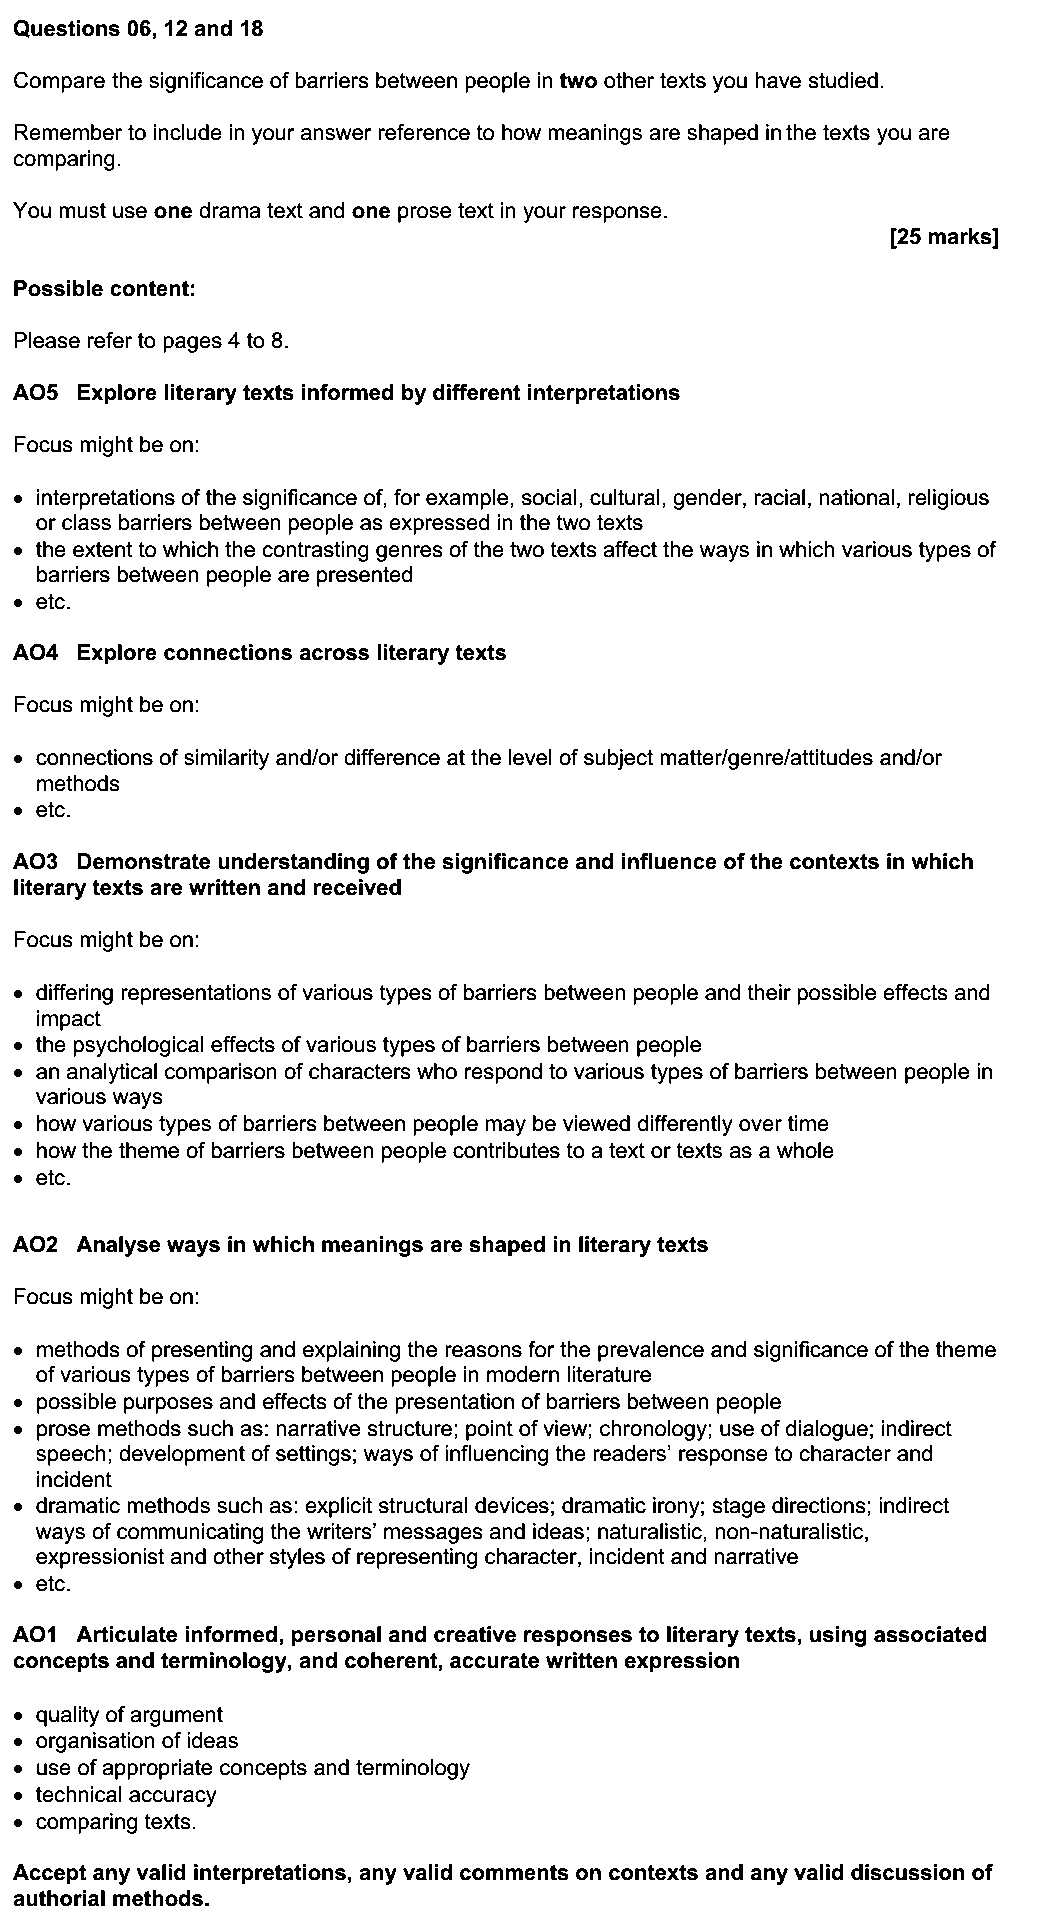 Questions 06, 12 and 18
Compare the significance of barriers between people in two other texts you have studied.
Remember to include in your answer reference to how meanings are shaped in the texts you are
comparing.
You must use one drama text and one prose text in your response.
[25 marks]
Possible content:
Please refer to pages 4 to 8.
AO5 Explore literary texts informed by different interpretations
Focus might be on:
• interpretations of the significance of, for example, social, cultural, gender, racial, national, religious
or class barriers between people as expressed in the two texts
• the extent to which the contrasting genres of the two texts affect the ways in which various types of
barriers between people are presented
• etc.
AO4 Explore connections across literary texts
Focus might be on:
• connections of similarity and/or difference at the level of subject matter/genre/attitudes and/or
methods
• etc.
AO3 Demonstrate understanding of the significance and influence of the contexts in which
literary texts are written and received
Focus might be on:
• differing representations of various types of barriers between people and their possible effects and
impact
• the psychological effects of various types of barriers between people
• an analytical comparison of characters who respond to various types of barriers between people in
various ways
• how various types of barriers between people may be viewed differently over time
• how the theme of barriers between people contributes to a text or texts as a whole
• etc.
AO2 Analyse ways in which meanings are shaped in literary texts
Focus might be on:
• methods of presenting and explaining the reasons for the prevalence and significance of the theme
of various types of barriers between people in modern literature
• possible purposes and effects of the presentation of barriers between people
• prose methods such as: narrative structure; point of view; chronology; use of dialogue; indirect
speech; development of settings; ways of influencing the readers' response to character and
incident
• dramatic methods such as: explicit structural devices; dramatic irony; stage directions; indirect
ways of communicating the writers' messages and ideas; naturalistic, non-naturalistic,
expressionist and other styles of representing character, incident and narrative
• etc.
AO1 Articulate informed, personal and creative responses to literary texts, using associated
concepts and terminology, and coherent, accurate written expression
• quality of argument
• organisation of ideas
• use of appropriate concepts and terminology
• technical accuracy
• comparing texts.
Accept any valid interpretations, any valid comments on contexts and any valid discussion of
authorial methods.